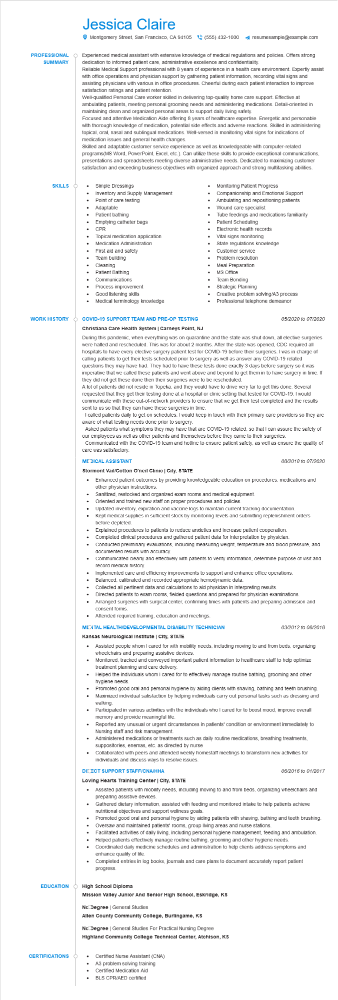 Jessica Claire
Montgomery Street, San Francisco, CA 94105 (555) 432-1000 resumesample@example.com
PROFESSIONAL
SUMMARY
Experienced medical assistant with extensive knowledge of medical regulations and policies. Offers strong
dedication to informed patient care, administrative excellence and confidentiality.
Reliable Medical Support professional with 8 years of experience in a health care environment. Expertly assist
with office operations and physician support by gathering patient information, recording vital signs and
assisting physicians with various in office procedures. Cheerful during each patient interaction to improve
satisfaction ratings and patient retention.
Well-qualified Personal Care worker skilled in delivering top-quality home care support. Effective at
ambulating patients, meeting personal grooming needs and administering medications. Detail-oriented in
maintaining clean and organized personal areas to support daily living safety.
Focused and attentive Medication Aide offering 8 years of healthcare expertise. Energetic and personable
with thorough knowledge of medication, potential side effects and adverse reactions. Skilled in administering
topical, oral, nasal and sublingual medications. Well-versed in monitoring vital signs for indications of
medication issues and general health changes.
Skilled and adaptable customer service experience as well as knowledgeable with computer-related
programs(MS Word, PowerPoint, Excel, etc.). Can utilize these skills to provide exceptional communications,
presentations and spreadsheets meeting diverse administrative needs. Dedicated to maximizing customer
satisfaction and exceeding business objectives with organized approach and strong multitasking abilities.
SKILLS
• Simple Dressings
• Inventory and Supply Management
• Point of care testing
• Adaptable
• Patient bathing
• Emptying catheter bags
• CPR
• Topical medication application
• Medication Administration
• First aid and safety
• Team building
• Cleaning
• Patient Bathing
• Communications
• Process improvement
• Good listening skills
• Medical terminology knowledge
• Monitoring Patient Progress
• Companionship and Emotional Support
• Ambulating and repositioning patients
• Wound care specialist
• Tube feedings and medications familiarity
• Patient Scheduling
• Electronic health records
• Vital signs monitoring
• State regulations knowledge
• Customer service
• Problem resolution
• Meal Preparation
• MS Office
• Team Bonding
• Strategic Planning
• Creative problem solving/A3 process
• Professional telephone demeanor
WORK HISTORY
COVID-19 SUPPORT TEAM AND PRE-OP TESTING 05/2020 to 07/2020
Christiana Care Health System | Carneys Point, NJ
During this pandemic, when everything was on quarantine and the state was shut down, all elective surgeries
were halted and rescheduled. This was for about 2 months. After the state was opened, CDC required all
hospitals to have every elective surgery patient test for COVID-19 before their surgeries. I was in charge of
calling patients to get their tests scheduled prior to surgery as well as answer any COVID-19 related
questions they may have had. They had to have these tests done exactly 3 days before surgery so it was
imperative that we called these patients and went above and beyond to get them in to have surgery in time. If
they did not get these done then their surgeries were to be rescheduled.
A lot of patients did not reside in Topeka, and they would have to drive very far to get this done. Several
requested that they get their testing done at a hospital or clinic setting that tested for COVID-19. I would
communicate with these out-of-network providers to ensure that we get their test completed and the results
sent to us so that they can have these surgeries in time.
· I called patients daily to get on schedules. I would keep in touch with their primary care providers so they are
aware of what testing needs done prior to surgery.
· Asked patients what symptoms they may have that are COVID-19 related, so that I can assure the safety of
our employees as well as other patients and themselves before they came to their surgeries.
· Communicated with the COVID-19 team and hotline to ensure patient safety, as well as ensure the quality of
care was satisfactory.
MEDICAL ASSISTANT 08/2018 to 07/2020
Stormont Vail/Cotton O'neil Clinic | City, STATE
• Enhanced patient outcomes by providing knowledgeable education on procedures, medications and
other physician instructions.
• Sanitized, restocked and organized exam rooms and medical equipment.
• Oriented and trained new staff on proper procedures and policies.
• Updated inventory, expiration and vaccine logs to maintain current tracking documentation.
• Kept medical supplies in sufficient stock by monitoring levels and submitting replenishment orders
before depleted.
• Explained procedures to patients to reduce anxieties and increase patient cooperation.
• Completed clinical procedures and gathered patient data for interpretation by physician.
• Conducted preliminary evaluations, including measuring weight, temperature and blood pressure, and
documented results with accuracy.
• Communicated clearly and effectively with patients to verify information, determine purpose of visit and
record medical history.
• Implemented care and efficiency improvements to support and enhance office operations.
• Balanced, calibrated and recorded appropriate hemodynamic data.
• Collected all pertinent data and calculations to aid physician in interpreting results.
• Directed patients to exam rooms, fielded questions and prepared for physician examinations.
• Arranged surgeries with surgical center, confirming times with patients and preparing admission and
consent forms.
• Attended required training, education and meetings.
MENTAL HEALTH/DEVELOPMENTAL DISABILITY TECHNICIAN 03/2012 to 08/2018
Kansas Neurological Institute | City, STATE
• Assisted people whom I cared for with mobility needs, including moving to and from beds, organizing
wheelchairs and preparing assistive devices.
• Monitored, tracked and conveyed important patient information to healthcare staff to help optimize
treatment planning and care delivery.
• Helped the individuals whom I cared for to effectively manage routine bathing, grooming and other
hygiene needs.
• Promoted good oral and personal hygiene by aiding clients with shaving, bathing and teeth brushing.
• Maximized individual satisfaction by helping individuals carry out personal tasks such as dressing and
walking.
• Participated in various activities with the individuals who I cared for to boost mood, improve overall
memory and provide meaningful life.
• Reported any unusual or urgent circumstances in patients' condition or environment immediately to
Nursing staff and risk management.
• Administered medications or treatments such as daily routine medications, breathing treatments,
suppositories, enemas, etc. as directed by nurse
• Collaborated with peers and attended weekly homestaff meetings to brainstorm new activities for
individuals and discuss ways to resolve issues.
DIRECT SUPPORT STAFF/CNA/HHA 06/2016 to 01/2017
Loving Hearts Training Center | City, STATE
• Assisted patients with mobility needs, including moving to and from beds, organizing wheelchairs and
preparing assistive devices.
• Gathered dietary information, assisted with feeding and monitored intake to help patients achieve
nutritional objectives and support wellness goals.
• Promoted good oral and personal hygiene by aiding patients with shaving, bathing and teeth brushing.
• Oversaw and maintained patients' rooms, group living areas and nurse stations.
• Facilitated activities of daily living, including personal hygiene management, feeding and ambulation.
• Helped patients effectively manage routine bathing, grooming and other hygiene needs.
• Coordinated daily medicine schedules and administration to help clients address symptoms and
enhance quality of life.
• Completed entries in log books, journals and care plans to document accurately report patient
progress.
EDUCATION
High School Diploma
Mission Valley Junior And Senior High School, Eskridge, KS
No Degree | General Studies
Allen County Community College, Burlingame, KS
No Degree | General Studies For Practical Nursing Degree
Highland Community College Technical Center, Atchison, KS
CERTIFICATIONS
• Certified Nurse Assistant (CNA)
• A3 problem solving training
• Certified Medication Aid
• BLS CPR/AED certified